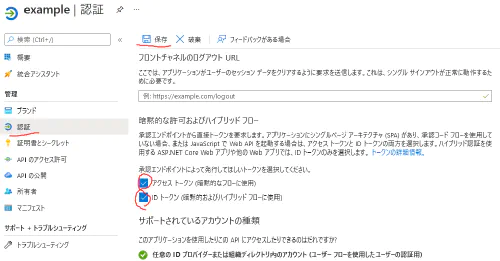 example | 認証
検索 (Ctrl+/)
«
保存
破棄
フィードバックがある場合
概要
統合アシスタント
管理
ブランド
認証
証明書とシークレット
API のアクセス許可
API の公開
所有者
マニフェスト
サポート + トラブルシューティング
トラブルシューティング
フロントチャネルのログアウト URL
ここでは、アプリケーションがユーザーのセッション データをクリアするように要求を送信します。これは、シングル サインアウトが正常に動作するために必要です。
例: https://example.com/logout
暗黙的な許可およびハイブリッド フロー
承認エンドポイントから直接トークンを要求します。アプリケーションにシングルページ アーキテクチャ (SPA) があり、承認コード フローを使用して
いない場合、または JavaScript で Web API を起動する場合は、アクセス トークンと ID トークンの両方を選択します。ハイブリッド認証を使
用する ASP.NET Core Web アプリや他の Web アプリでは、ID トークンのみを選択します。 トークンの詳細情報。
承認エンドポイントによって発行してほしいトークンを選択してください。
アクセス トークン (暗黙的なフローに使用)
ID トークン (暗黙的およびハイブリッド フローに使用)
サポートされているアカウントの種類
このアプリケーションを使用したりこの API にアクセスしたりできるのはだれですか?
任意の ID プロバイダーまたは組織ディレクトリ内のアカウント (ユーザー フローを使用したユーザーの認証用)